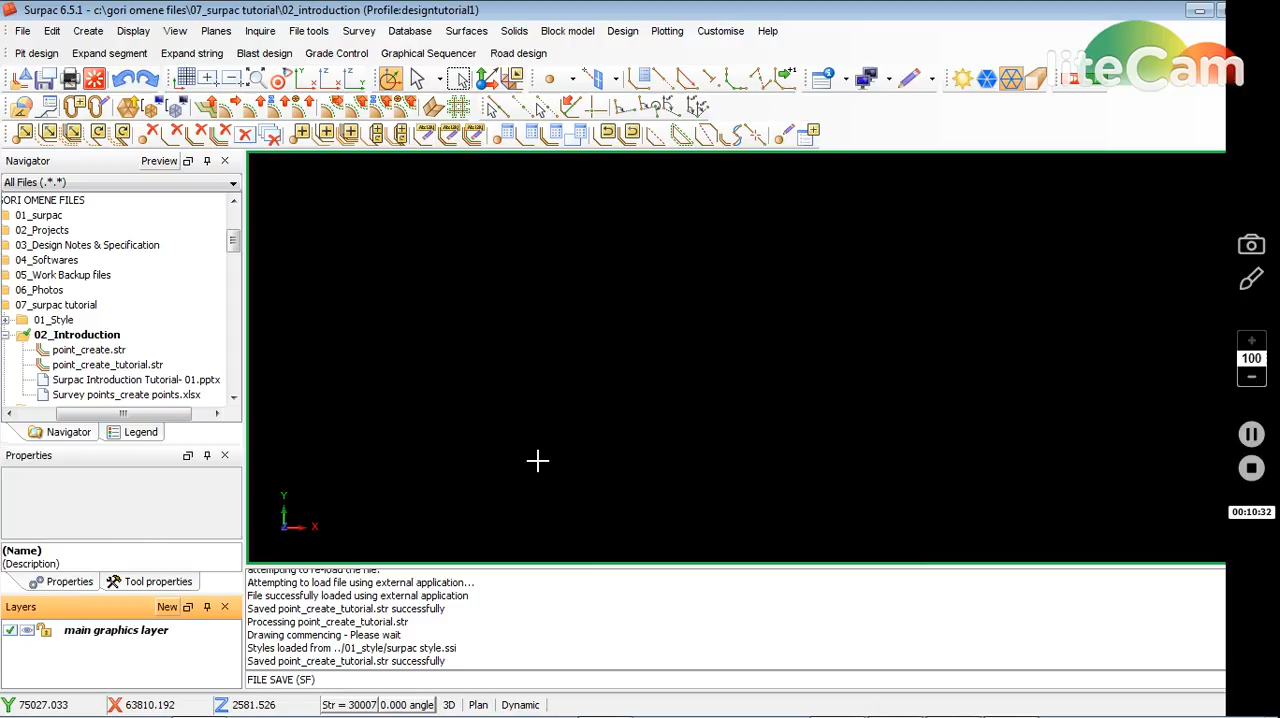 Surpac 6.5.1 - c:\gori omene files\07_surpac tutorial\02_introduction (Profile:designtutorial1)
File Edit Create Display View Planes Inquire File tools Survey Database Surfaces Solids Block model Design Plotting Customise Help
Pit design Expand segment Expand string Blast design Grade Control Graphical Sequencer Road design
liteCam
Navigator Preview
All Files (.*.*)
GORI OMENE FILES
01_surpac
02_Projects
03_Design Notes & Specification
04_Softwares
05_Work Backup files
06_Photos
07_surpac tutorial
01_Style
02_Introduction
point_create.str
point_create_tutorial.str
Surpac Introduction Tutorial- 01.pptx
Survey points_create points.xlsx
Navigator Legend
Properties
(Name)
(Description)
Properties Tool properties
Layers New
main graphics layer
Y
Z X
attempting to re-load the file.
Attempting to load file using external application...
File successfully loaded using external application
Saved point_create_tutorial.str successfully
Processing point_create_tutorial.str
Drawing commencing - Please wait
Styles loaded from ../01_style/surpac style.ssi
Saved point_create_tutorial.str successfully
FILE SAVE (SF)
Y 75027.033 X 63810.192 Z 2581.526 Str = 30007 0.000 angle 3D Plan Dynamic
100
00:10:32